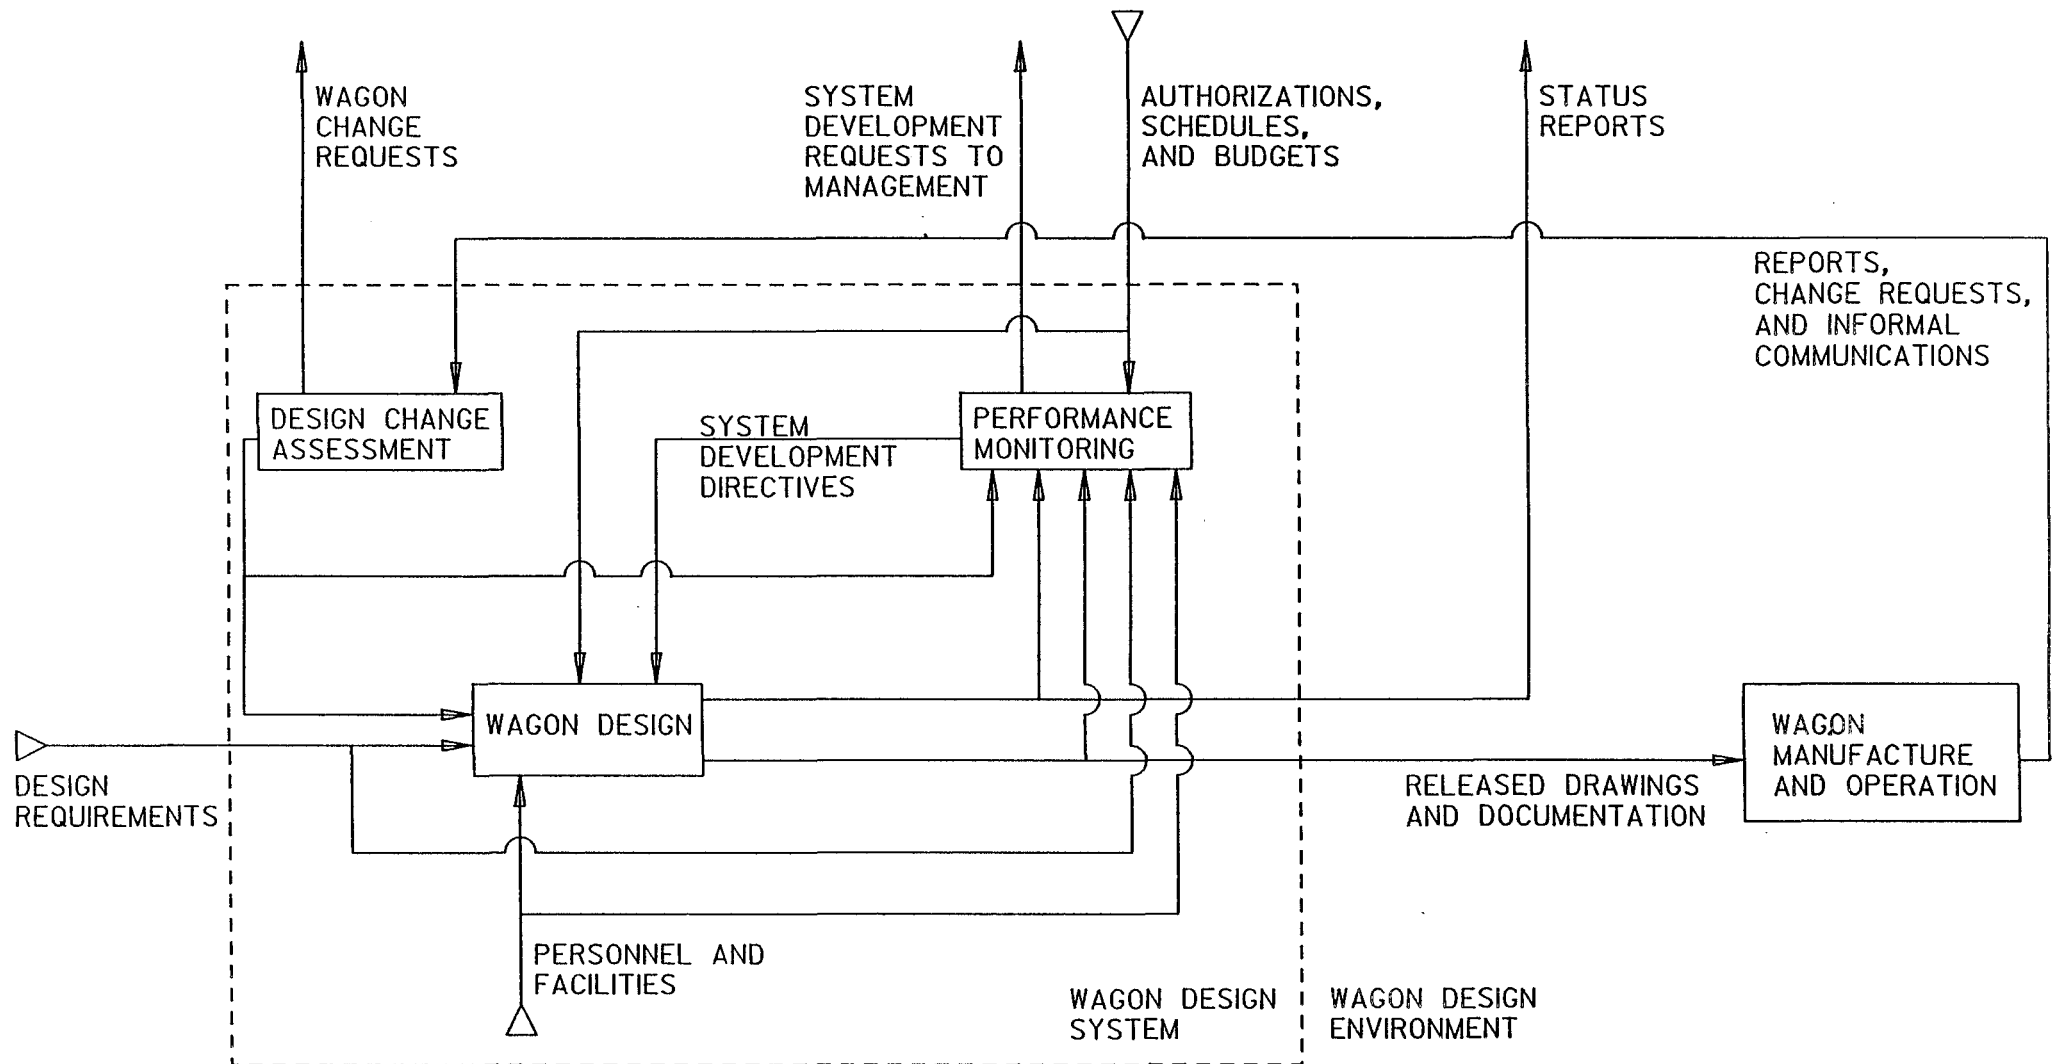 WAGON
CHANGE
REQUESTS
SYSTEM
DEVELOPMENT
REQUESTS TO
MANAGEMENT
AUTHORIZATIONS,
SCHEDULES,
AND BUDGETS
STATUS
REPORTS
REPORTS,
CHANGE REQUESTS,
AND INFORMAL
COMMUNICATIONS
DESIGN CHANGE
ASSESSMENT
SYSTEM
DEVELOPMENT
DIRECTIVES
PERFORMANCE
MONITORING
WAGON DESIGN
WAGON
MANUFACTURE
AND OPERATION
DESIGN
REQUIREMENTS
RELEASED DRAWINGS
AND DOCUMENTATION
PERSONNEL AND
FACILITIES
WAGON DESIGN
SYSTEM
WAGON DESIGN
ENVIRONMENT